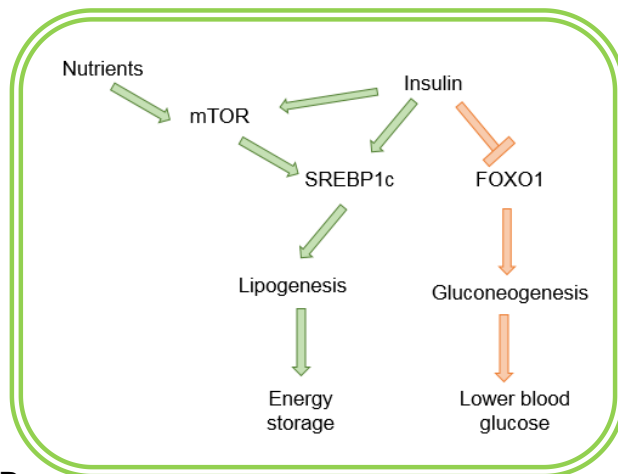 Nutrients
Insulin
mTOR
SREBP1c
FOXO1
Lipogenesis
Gluconeogenesis
Energy
storage
Lower blood
glucose